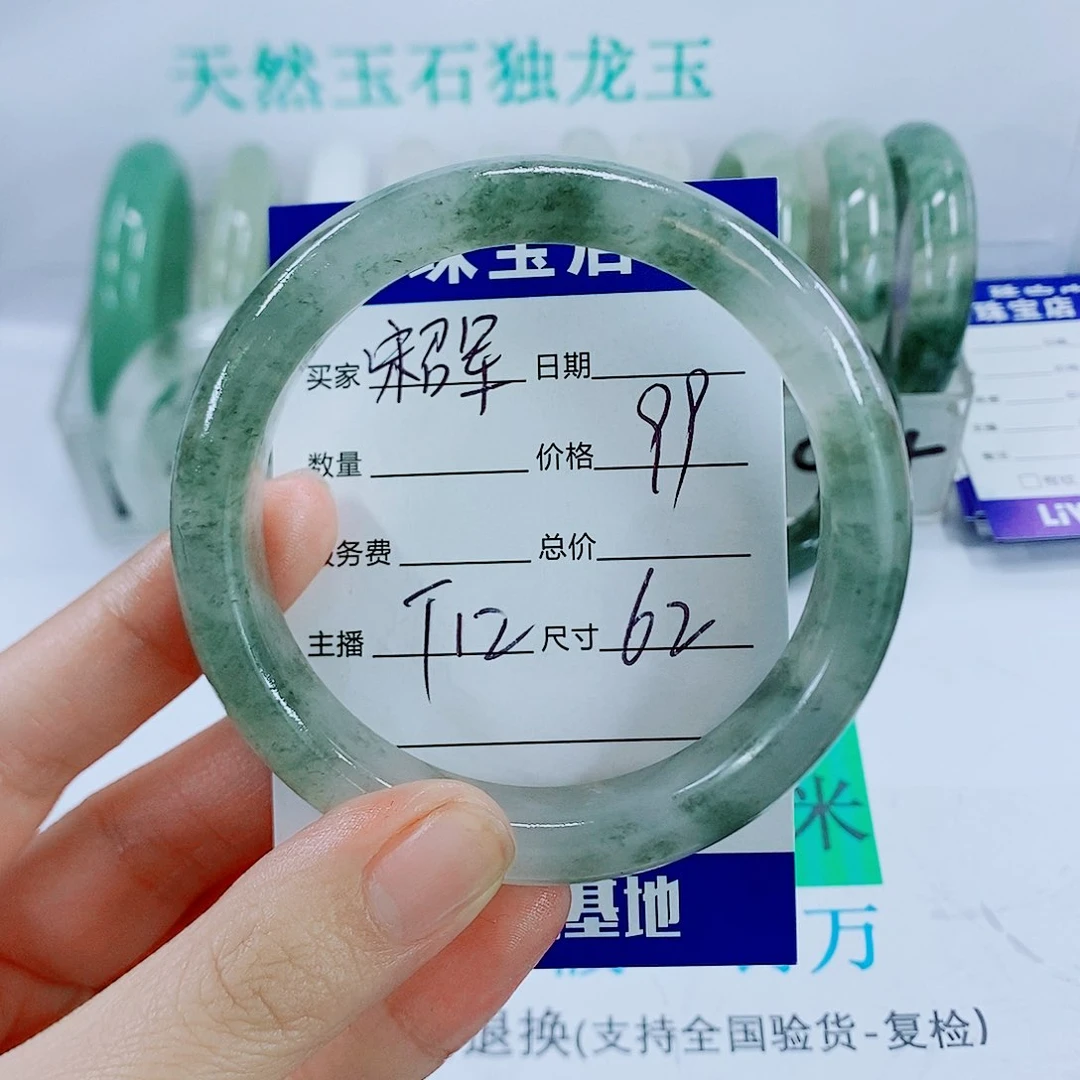 天然玉石独龙玉
珠宝店
珠宝店
买家 宋召军 日期
数量 价格 99
务费 总价
主播 T12 尺寸 62
LiV
米
基地
万
退换(支持全国验货-复检)